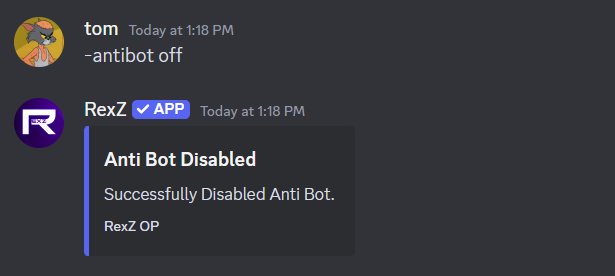 tom Today at 1:18 PM
-antibot off
RexZ APP Today at 1:18 PM
Anti Bot Disabled
Successfully Disabled Anti Bot.
RexZ OP